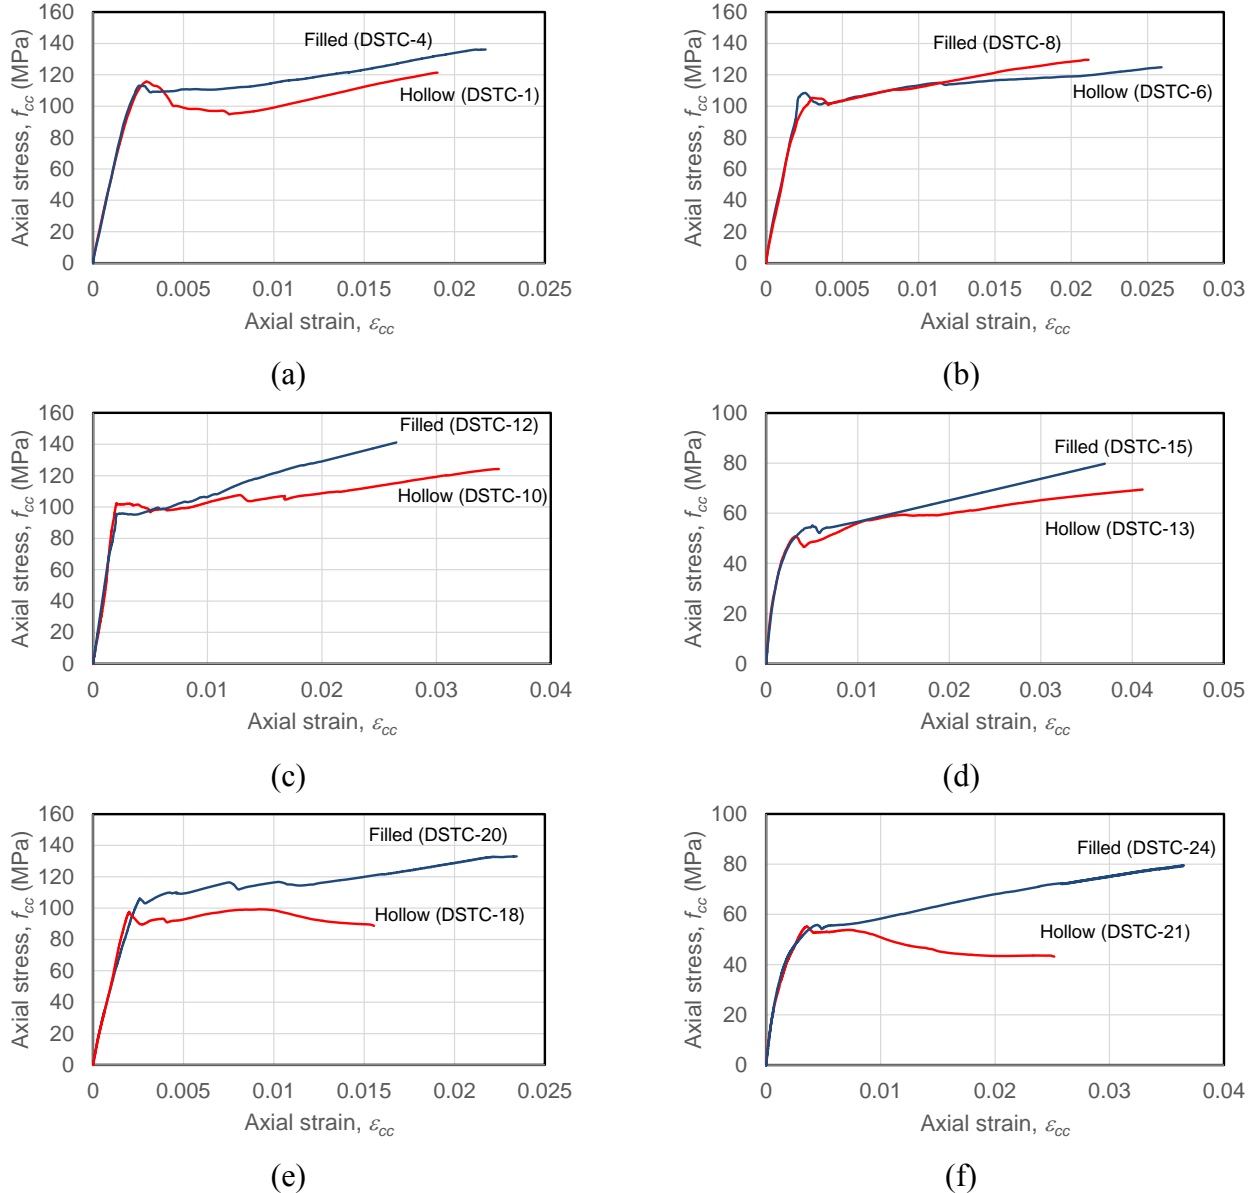 160
140
120
100
80
60
40
20
0
Axial stress, fcc (MPa)
Filled (DSTC-4)
Hollow (DSTC-1)
0 0.005 0.01 0.015 0.02 0.025
Axial strain, εcc
(a)
160
140
120
100
80
60
40
20
0
Axial stress, fcc (MPa)
Filled (DSTC-8)
Hollow (DSTC-6)
0 0.005 0.01 0.015 0.02 0.025 0.03
Axial strain, εcc
(b)
160
140
120
100
80
60
40
20
0
Axial stress, fcc (MPa)
Filled (DSTC-12)
Hollow (DSTC-10)
0 0.01 0.02 0.03 0.04
Axial strain, εcc
(c)
100
80
60
40
20
0
Axial stress, fcc (MPa)
Filled (DSTC-15)
Hollow (DSTC-13)
0 0.01 0.02 0.03 0.04 0.05
Axial strain, εcc
(d)
160
140
120
100
80
60
40
20
0
Axial stress, fcc (MPa)
Filled (DSTC-20)
Hollow (DSTC-18)
0 0.005 0.01 0.015 0.02 0.025
Axial strain, εcc
(e)
100
80
60
40
20
0
Axial stress, fcc (MPa)
Filled (DSTC-24)
Hollow (DSTC-21)
0 0.01 0.02 0.03 0.04
Axial strain, εcc
(f)